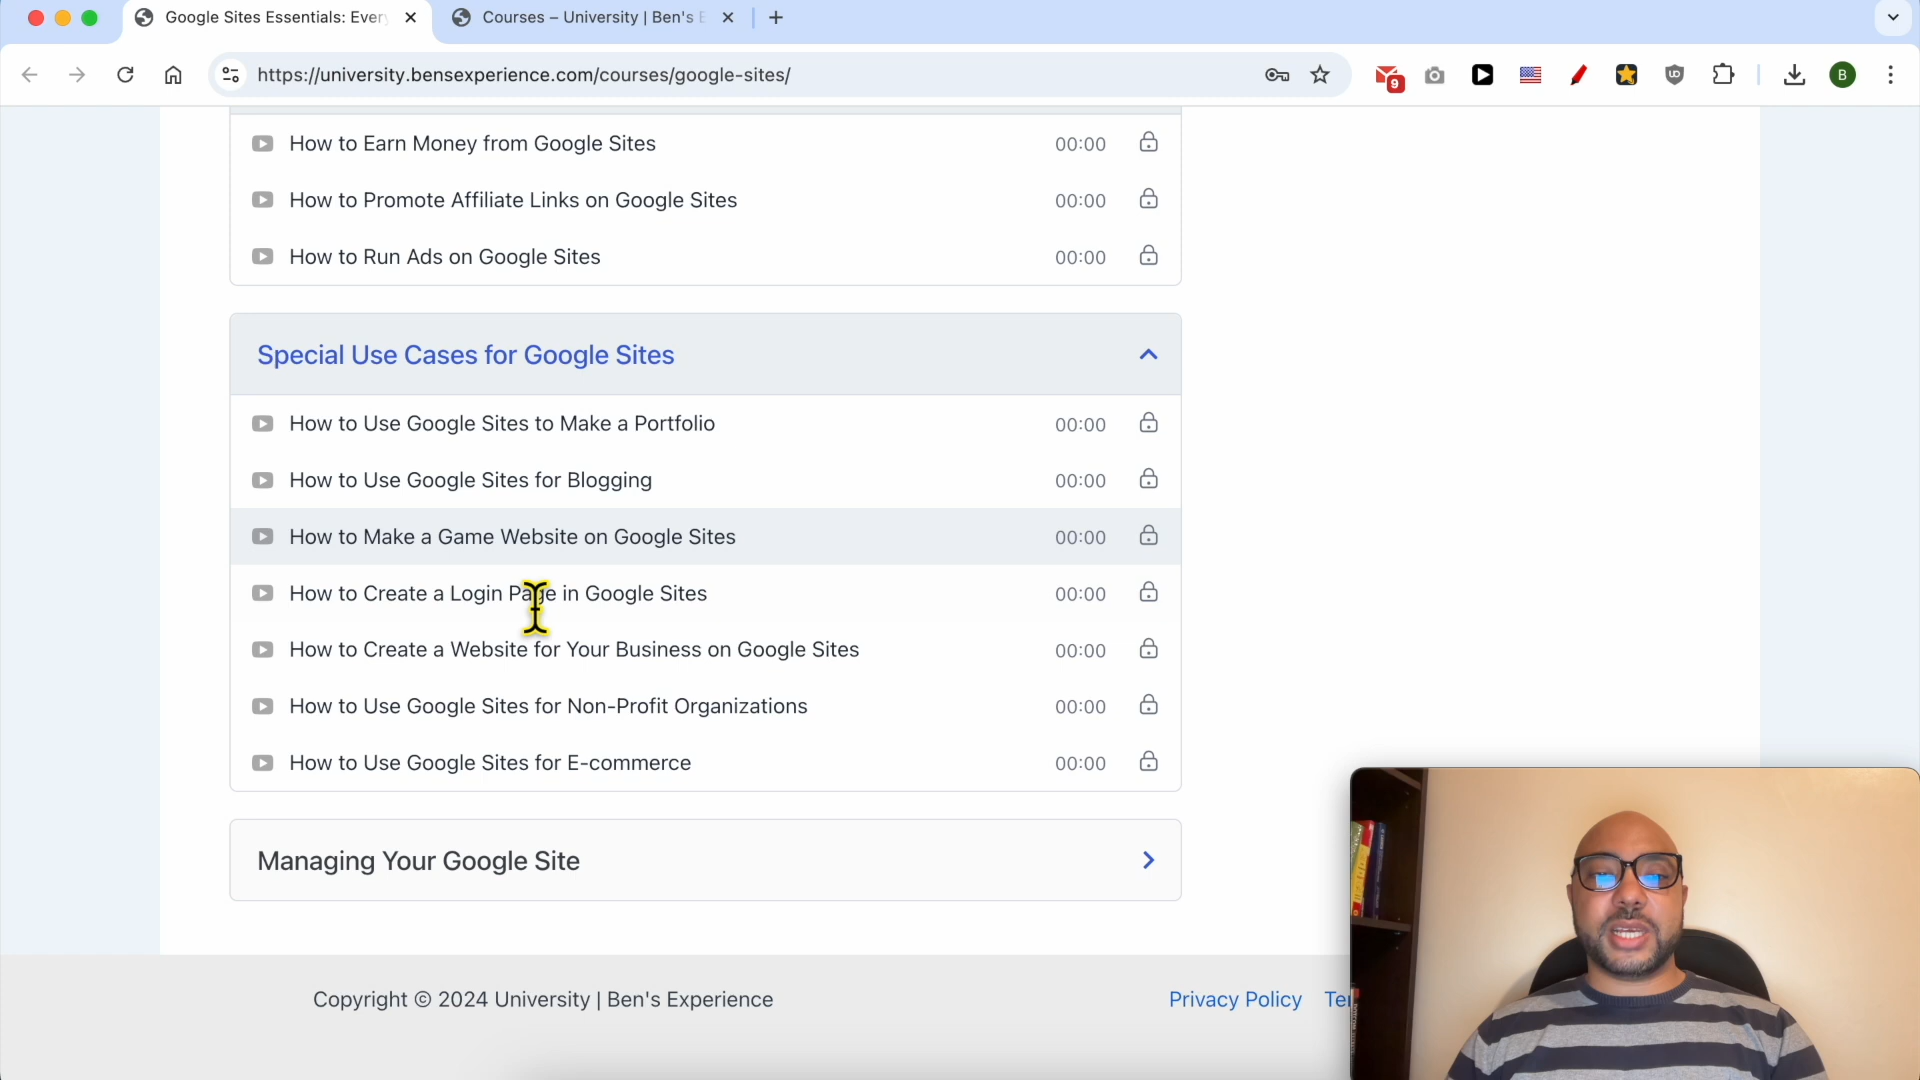 Google Sites Essentials: Ever
Courses – University | Ben's E
https://university.bensexperience.com/courses/google-sites/
9
B
How to Earn Money from Google Sites 00:00
How to Promote Affiliate Links on Google Sites 00:00
How to Run Ads on Google Sites 00:00
Special Use Cases for Google Sites
How to Use Google Sites to Make a Portfolio 00:00
How to Use Google Sites for Blogging 00:00
How to Make a Game Website on Google Sites 00:00
How to Create a Login Page in Google Sites 00:00
How to Create a Website for Your Business on Google Sites 00:00
How to Use Google Sites for Non-Profit Organizations 00:00
How to Use Google Sites for E-commerce 00:00
Managing Your Google Site
Copyright © 2024 University | Ben's Experience
Privacy Policy